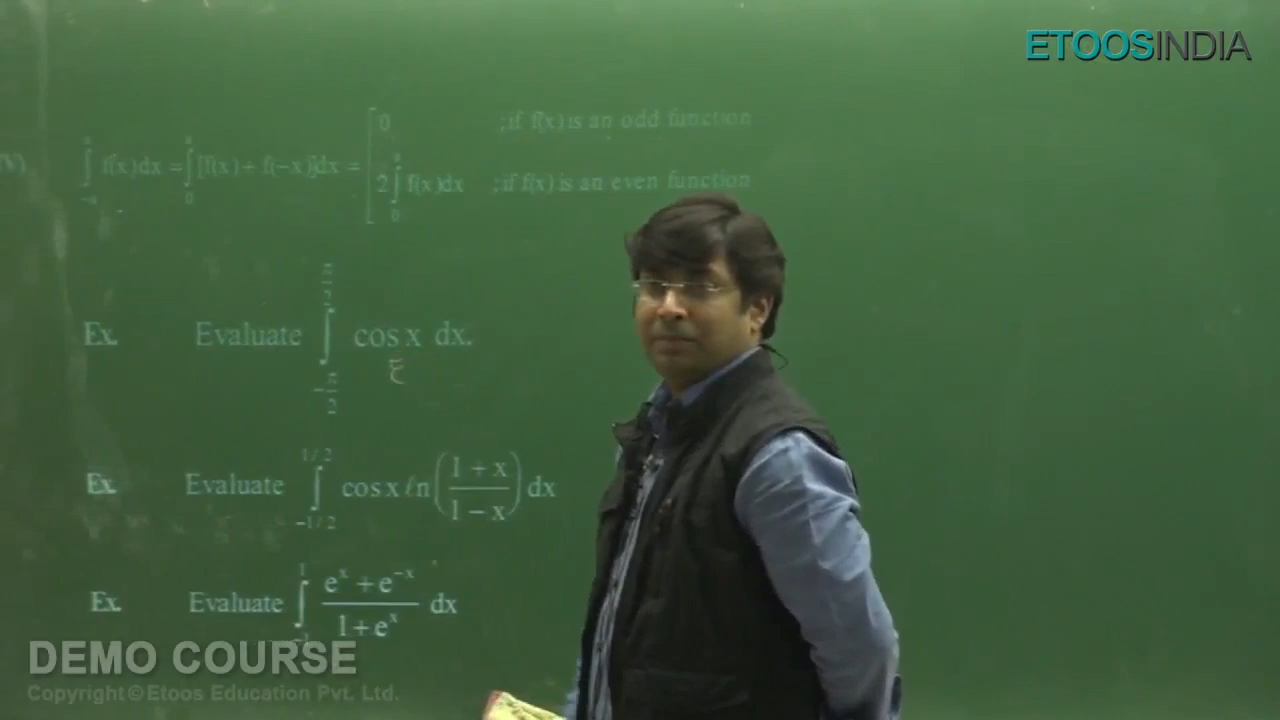 ETOOSINDIA
(V) ∫_{-a}^{a} f(x)dx = ∫_{0}^{a} [f(x) + f(−x)]dx = [ 0 ; if f(x) is an odd function
2∫_{0}^{a} f(x)dx ; if f(x) is an even function
Ex. Evaluate ∫_{-π/2}^{π/2} cos x dx.
Ex. Evaluate ∫_{-1/2}^{1/2} cos x ℓn((1 + x)/(1 − x)) dx
Ex. Evaluate ∫_{-1}^{1} (e^x + e^{-x})/(1 + e^x) dx
DEMO COURSE
Copyright © Etoos Education Pvt. Ltd.